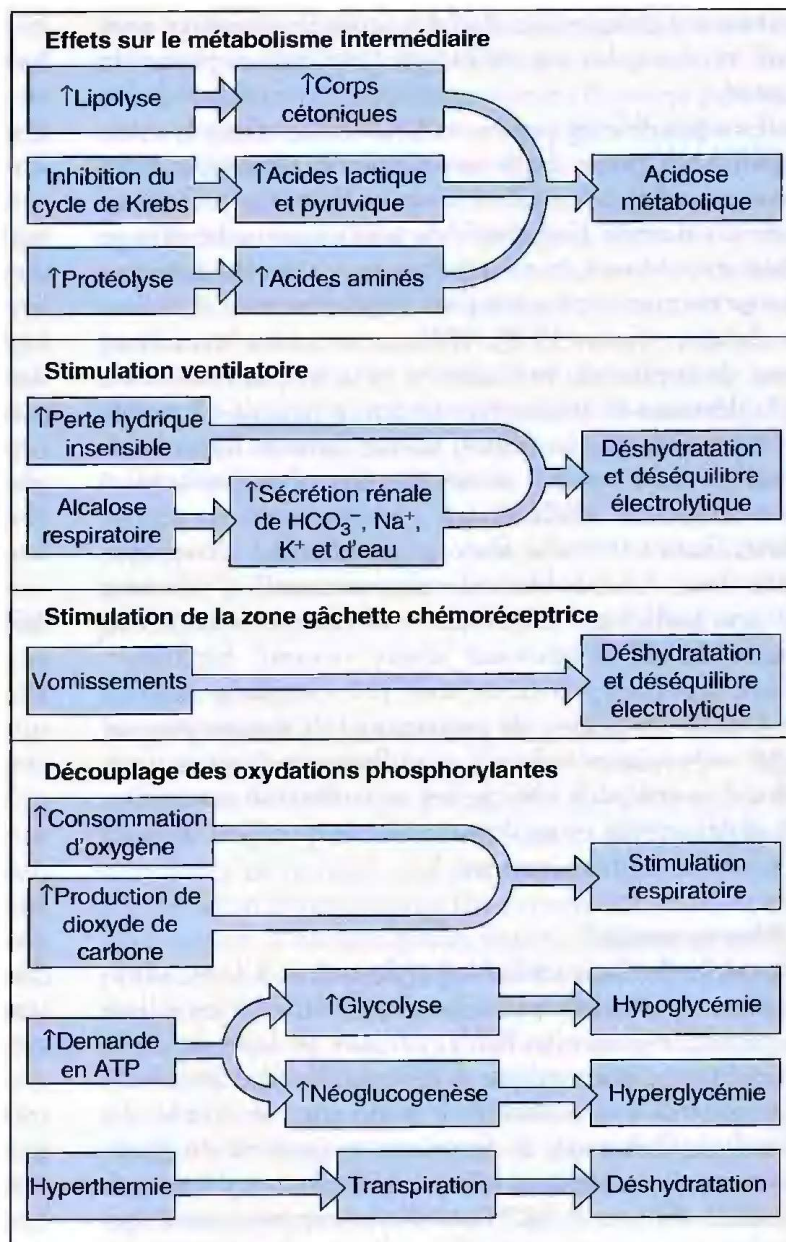 Effets sur le métabolisme intermédiaire
↑Lipolyse
↑Corps
cétoniques
Inhibition du
cycle de Krebs
↑Acides lactique
et pyruvique
Acidose
métabolique
↑Protéolyse
↑Acides aminés
Stimulation ventilatoire
↑Perte hydrique
insensible
Déshydratation
et déséquilibre
électrolytique
Alcalose
respiratoire
↑Sécrétion rénale
de HCO₃⁻, Na⁺,
K⁺ et d'eau
Stimulation de la zone gâchette chémoréceptrice
Vomissements
Déshydratation
et déséquilibre
électrolytique
Découplage des oxydations phosphorylantes
↑Consommation
d'oxygène
Stimulation
respiratoire
↑Production de
dioxyde de
carbone
↑Demande
en ATP
↑Glycolyse
Hypoglycémie
↑Néoglucogenèse
Hyperglycémie
Hyperthermie
Transpiration
Déshydratation